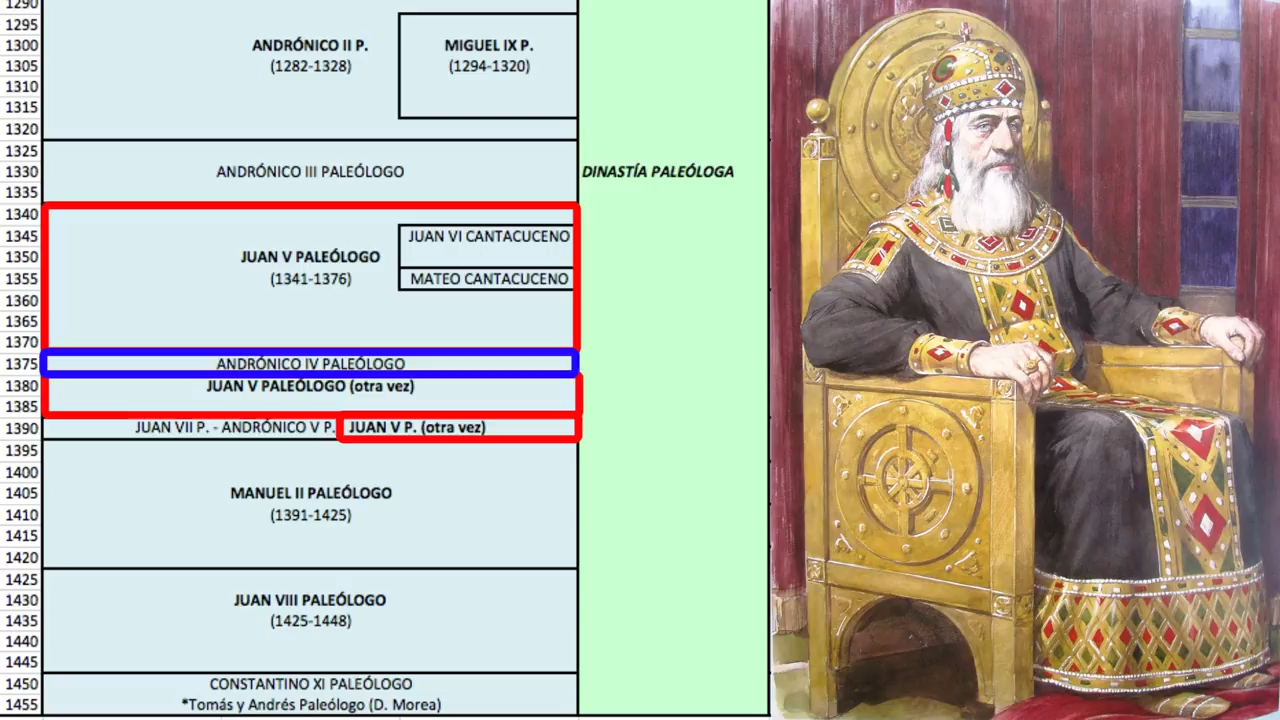 1290
1295
1300 ANDRÓNICO II P. MIGUEL IX P.
1305 (1282-1328) (1294-1320)
1310
1315
1320
1325
1330 ANDRÓNICO III PALEÓLOGO DINASTÍA PALEÓLOGA
1335
1340
1345 JUAN VI CANTACUCENO
1350 JUAN V PALEÓLOGO
1355 (1341-1376) MATEO CANTACUCENO
1360
1365
1370
1375 ANDRÓNICO IV PALEÓLOGO
1380 JUAN V PALEÓLOGO (otra vez)
1385
1390 JUAN VII P. - ANDRÓNICO V P. JUAN V P. (otra vez)
1395
1400
1405 MANUEL II PALEÓLOGO
1410 (1391-1425)
1415
1420
1425
1430 JUAN VIII PALEÓLOGO
1435 (1425-1448)
1440
1445
1450 CONSTANTINO XI PALEÓLOGO
1455 *Tomás y Andrés Paleólogo (D. Morea)